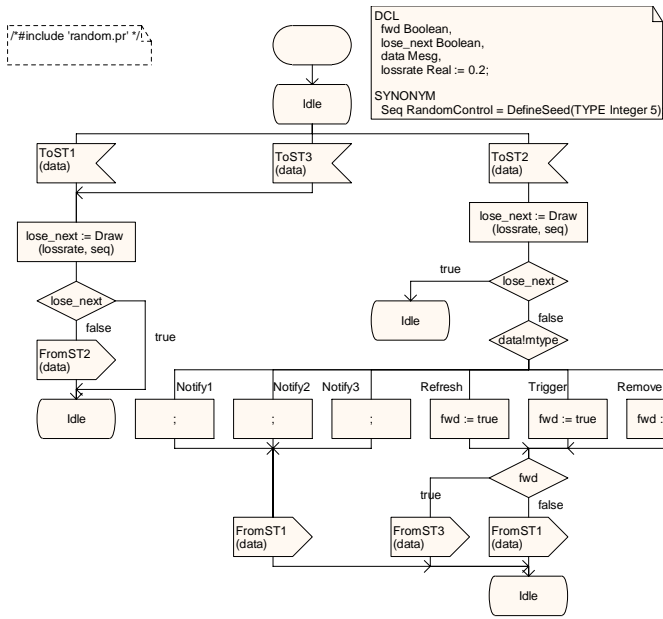 /*#include 'random.pr' */
DCL
fwd Boolean,
lose_next Boolean,
data Mesg,
lossrate Real := 0.2;
SYNONYM
Seq RandomControl = DefineSeed(TYPE Integer 5)
Idle
ToST1
(data)
ToST3
(data)
ToST2
(data)
lose_next := Draw
(lossrate, seq)
lose_next := Draw
(lossrate, seq)
lose_next
true
false
FromST2
(data)
Idle
true
lose_next
Idle
false
data!mtype
Notify1
Notify2
Notify3
Refresh
Trigger
Remove
;
;
;
fwd := true
fwd := true
fwd :
fwd
true
false
FromST1
(data)
FromST3
(data)
FromST1
(data)
Idle